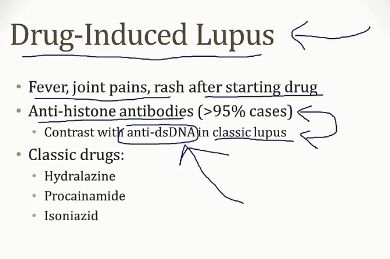 Drug-Induced Lupus
• Fever, joint pains, rash after starting drug
• Anti-histone antibodies (>95% cases)
• Contrast with anti-dsDNA in classic lupus
• Classic drugs:
• Hydralazine
• Procainamide
• Isoniazid